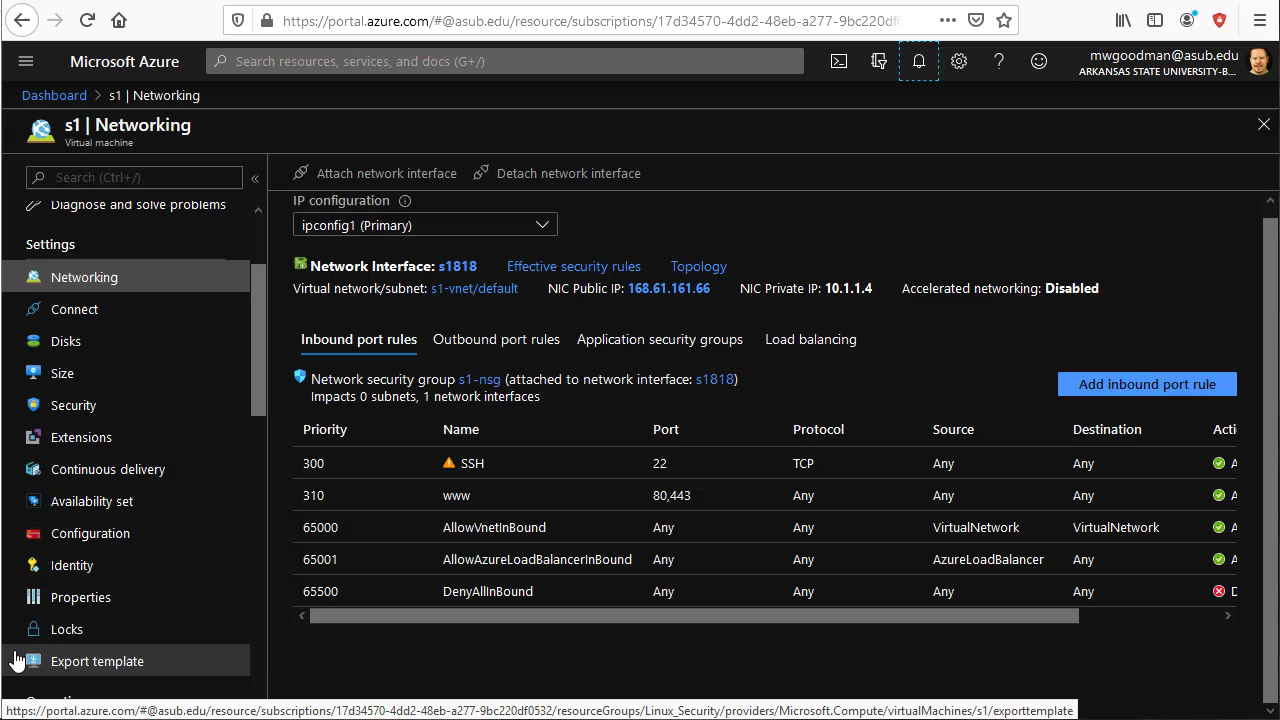 https://portal.azure.com/#@asub.edu/resource/subscriptions/17d34570-4dd2-48eb-a277-9bc220df0
Microsoft Azure
Search resources, services, and docs (G+/)
mwgoodman@asub.edu
ARKANSAS STATE UNIVERSITY-B...
Dashboard > s1 | Networking
s1 | Networking
Virtual machine
Search (Ctrl+/)
«
Attach network interface
Detach network interface
Diagnose and solve problems
Settings
Networking
Connect
Disks
Size
Security
Extensions
Continuous delivery
Availability set
Configuration
Identity
Properties
Locks
Export template
IP configuration
ipconfig1 (Primary)
Network Interface: s1818 Effective security rules Topology
Virtual network/subnet: s1-vnet/default NIC Public IP: 168.61.161.66 NIC Private IP: 10.1.1.4 Accelerated networking: Disabled
Inbound port rules Outbound port rules Application security groups Load balancing
Network security group s1-nsg (attached to network interface: s1818)
Impacts 0 subnets, 1 network interfaces
Add inbound port rule
Priority Name Port Protocol Source Destination Acti
300 SSH 22 TCP Any Any A
310 www 80,443 Any Any Any A
65000 AllowVnetInBound Any Any VirtualNetwork VirtualNetwork A
65001 AllowAzureLoadBalancerInBound Any Any AzureLoadBalancer Any A
65500 DenyAllInBound Any Any Any Any D
https://portal.azure.com/#@asub.edu/resource/subscriptions/17d34570-4dd2-48eb-a277-9bc220df0532/resourceGroups/Linux_Security/providers/Microsoft.Compute/virtualMachines/s1/exporttemplate